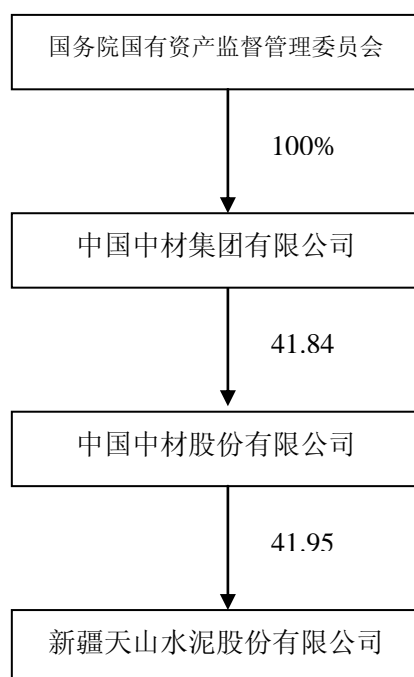 国务院国有资产监督管理委员会
100%
中国中材集团有限公司
41.84
中国中材股份有限公司
41.95
新疆天山水泥股份有限公司